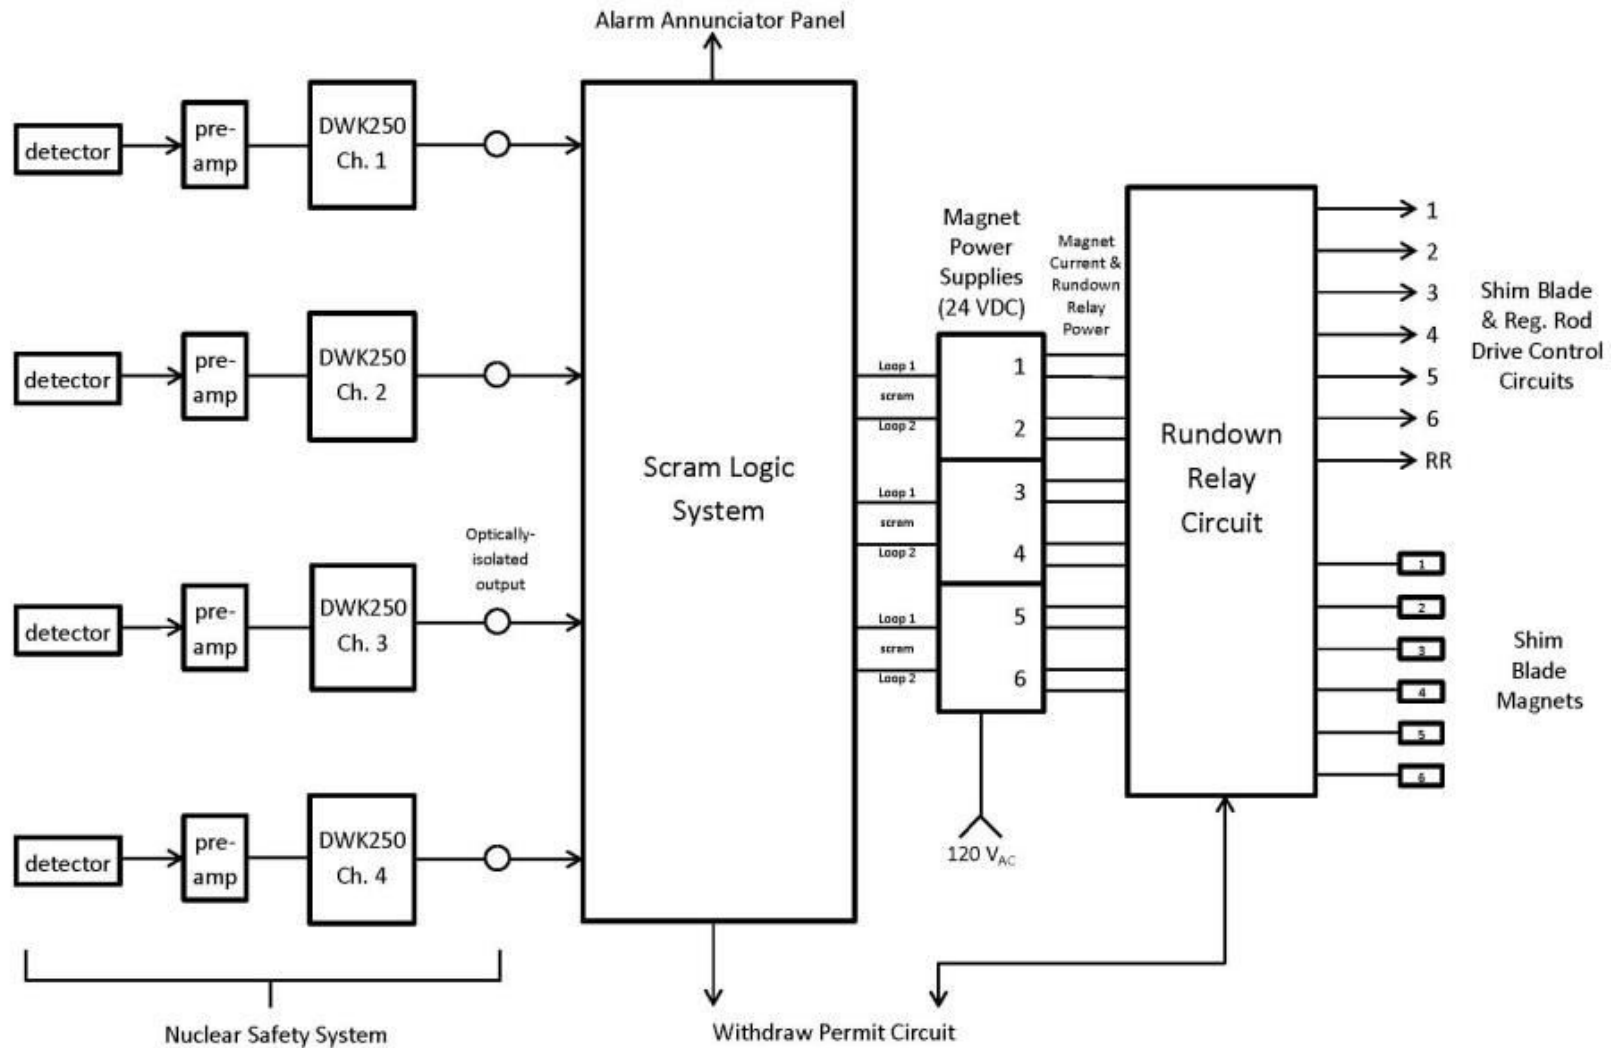 Alarm Annunciator Panel
detector
pre-
amp
DWK250
Ch. 1
detector
pre-
amp
DWK250
Ch. 2
detector
pre-
amp
DWK250
Ch. 3
Optically-
isolated
output
detector
pre-
amp
DWK250
Ch. 4
Nuclear Safety System
Scram Logic
System
Loop 1
scram
Loop 2
Loop 1
scram
Loop 2
Loop 1
scram
Loop 2
Magnet
Power
Supplies
(24 VDC)
1
2
3
4
5
6
120 VAC
Magnet
Current &
Rundown
Relay
Power
Rundown
Relay
Circuit
1
2
3
4
5
6
RR
Shim Blade
& Reg. Rod
Drive Control
Circuits
1
2
3
4
5
6
Shim
Blade
Magnets
Withdraw Permit Circuit